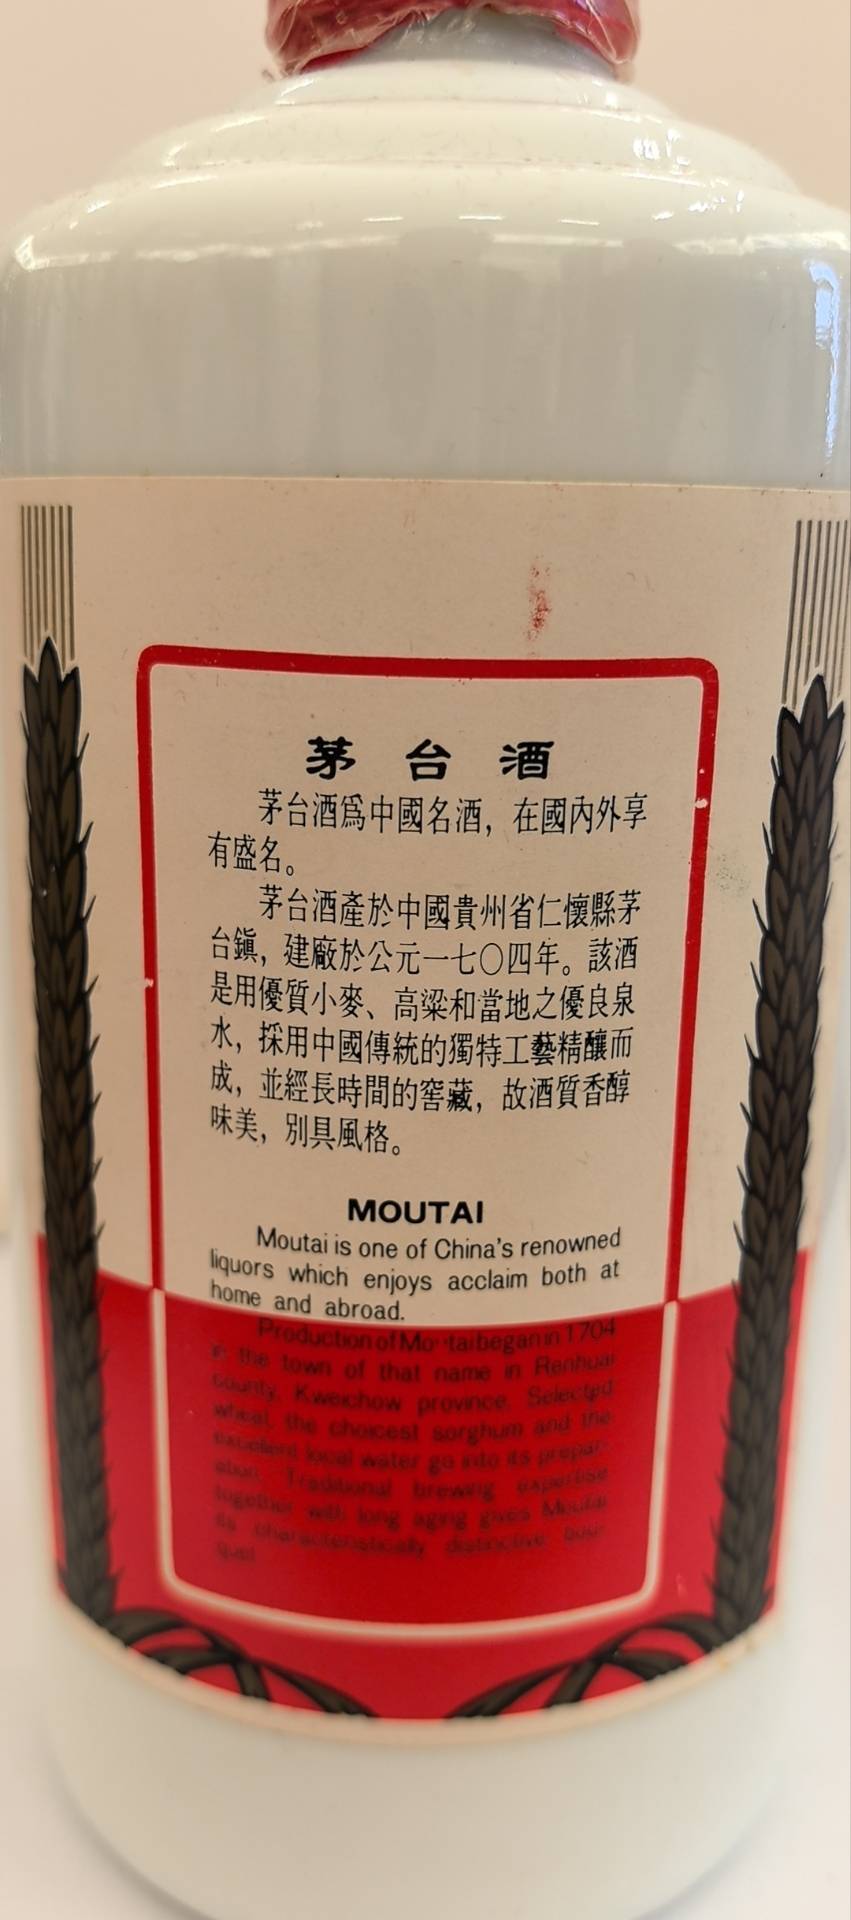 茅台酒
茅台酒爲中國名酒，在國內外享
有盛名。
茅台酒產於中國貴州省仁懷縣茅
台鎭，建廠於公元一七〇四年。該酒
是用優質小麥、高粱和當地之優良泉
水，採用中國傳統的獨特工藝精釀而
成，並經長時間的窖藏，故酒質香醇
味美，別具風格。
MOUTAI
Moutai is one of China's renowned
liquors which enjoys acclaim both at
home and abroad.
Production of Moutai began in 1704
in the town of that name in Renhuai
county, Kweichow province. Selected
wheat, the choicest sorghum and the
excellent local water go into its prepar-
ation. Traditional brewing expertise
together with long aging gives Moutai
its characteristically distinctive bou-
quet.